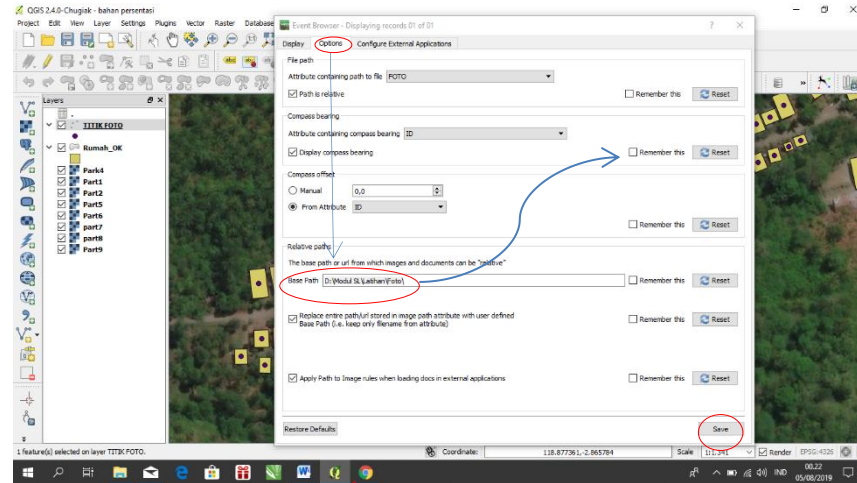 QGIS 2.4.0-Chugiak - bahan persentasi
Project Edit View Layer Settings Plugins Vector Raster Database
Event Browser - Displaying records 01 of 01
Display Options Configure External Applications
File path
Attribute containing path to file FOTO
Path is relative Remember this Reset
Compass bearing
Attribute containing compass bearing ID
Display compass bearing Remember this Reset
Compass offset
Manual 0,0
From Attribute ID
Remember this Reset
Relative paths
The base path or url from which images and documents can be "relative"
Base Path D:\Modul SL\Latihan\Foto\ Remember this Reset
Replace entire path/url stored in image path attribute with user defined
Base Path (i.e. keep only filename from attribute) Remember this Reset
Apply Path to Image rules when loading docs in external applications Remember this Reset
Restore Defaults Save
Layers
TITIK FOTO
Rumah_OK
Park4
Part1
Part2
Part5
Part6
part7
part8
Part9
1 feature(s) selected on layer TITIK FOTO.
Coordinate: 118.877361,-2.865784 Scale 1:1.341 Render EPSG:4326
IND 00.22
05/08/2019